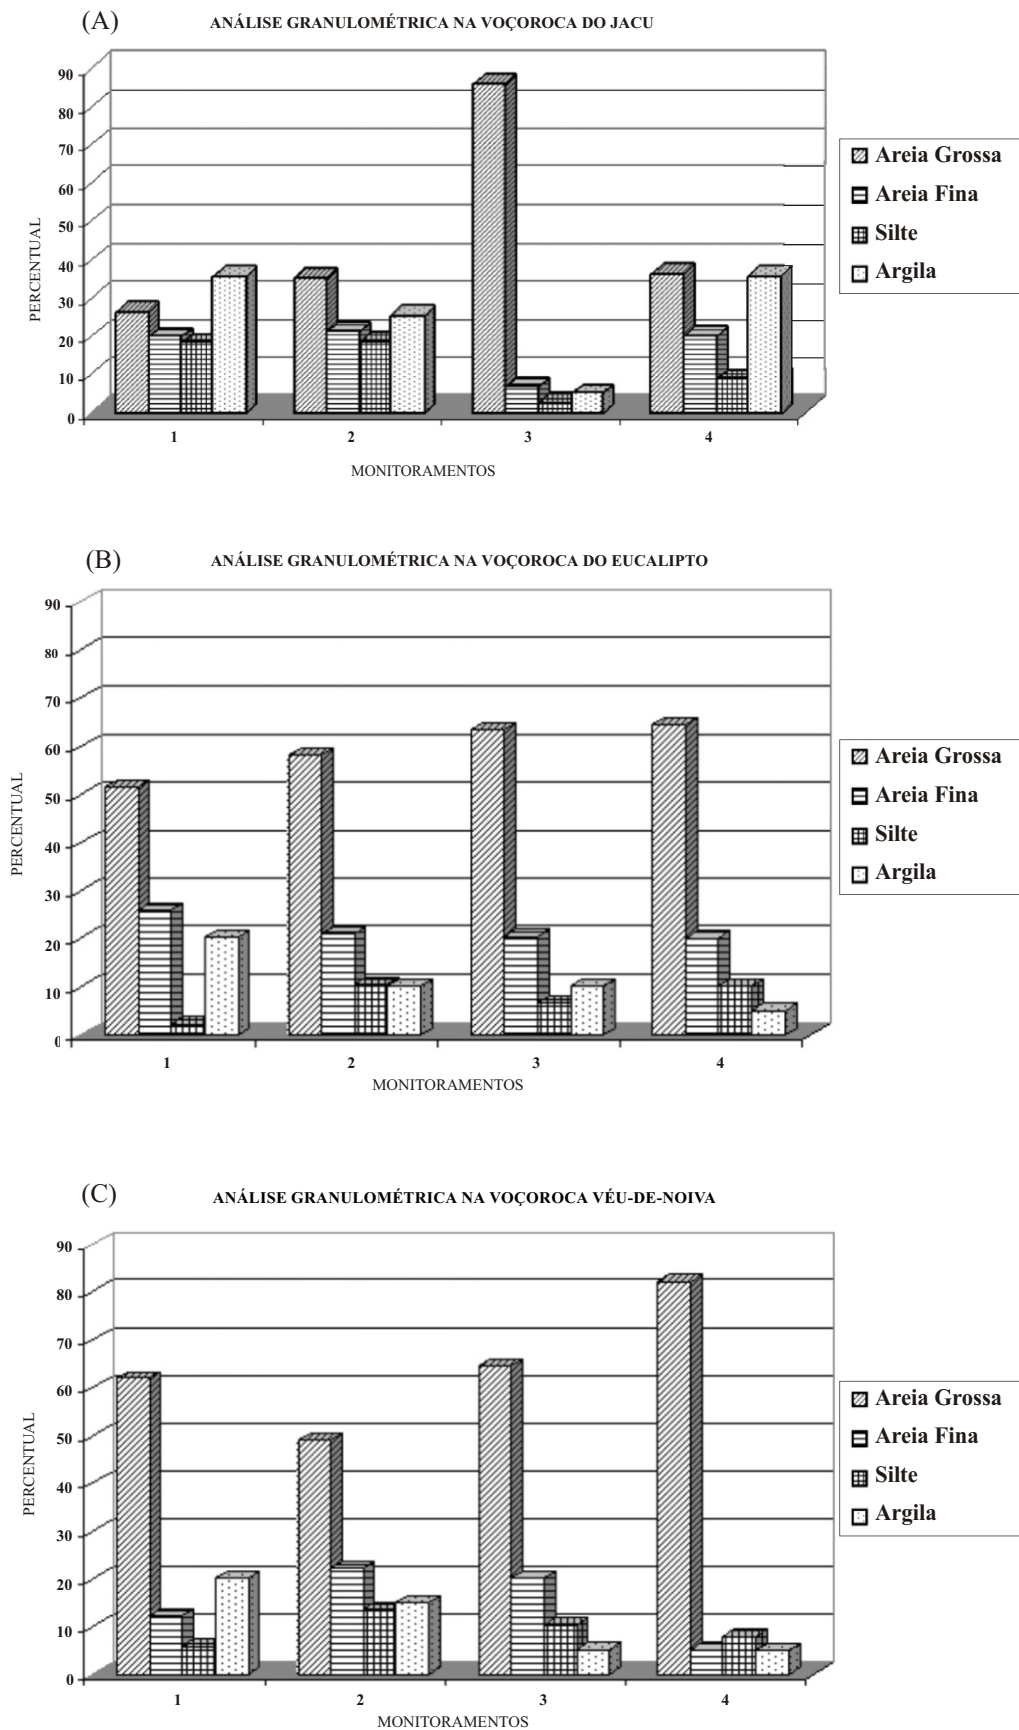 (A)
ANÁLISE GRANULOMÉTRICA NA VOÇOROCA DO JACU
90
80
70
60
50
40
30
20
10
0
PERCENTUAL
1 2 3 4
MONITORAMENTOS
Areia Grossa
Areia Fina
Silte
Argila
(B)
ANÁLISE GRANULOMÉTRICA NA VOÇOROCA DO EUCALIPTO
90
80
70
60
50
40
30
20
10
0
PERCENTUAL
1 2 3 4
MONITORAMENTOS
Areia Grossa
Areia Fina
Silte
Argila
(C)
ANÁLISE GRANULOMÉTRICA NA VOÇOROCA VÉU-DE-NOIVA
90
80
70
60
50
40
30
20
10
0
PERCENTUAL
1 2 3 4
MONITORAMENTOS
Areia Grossa
Areia Fina
Silte
Argila